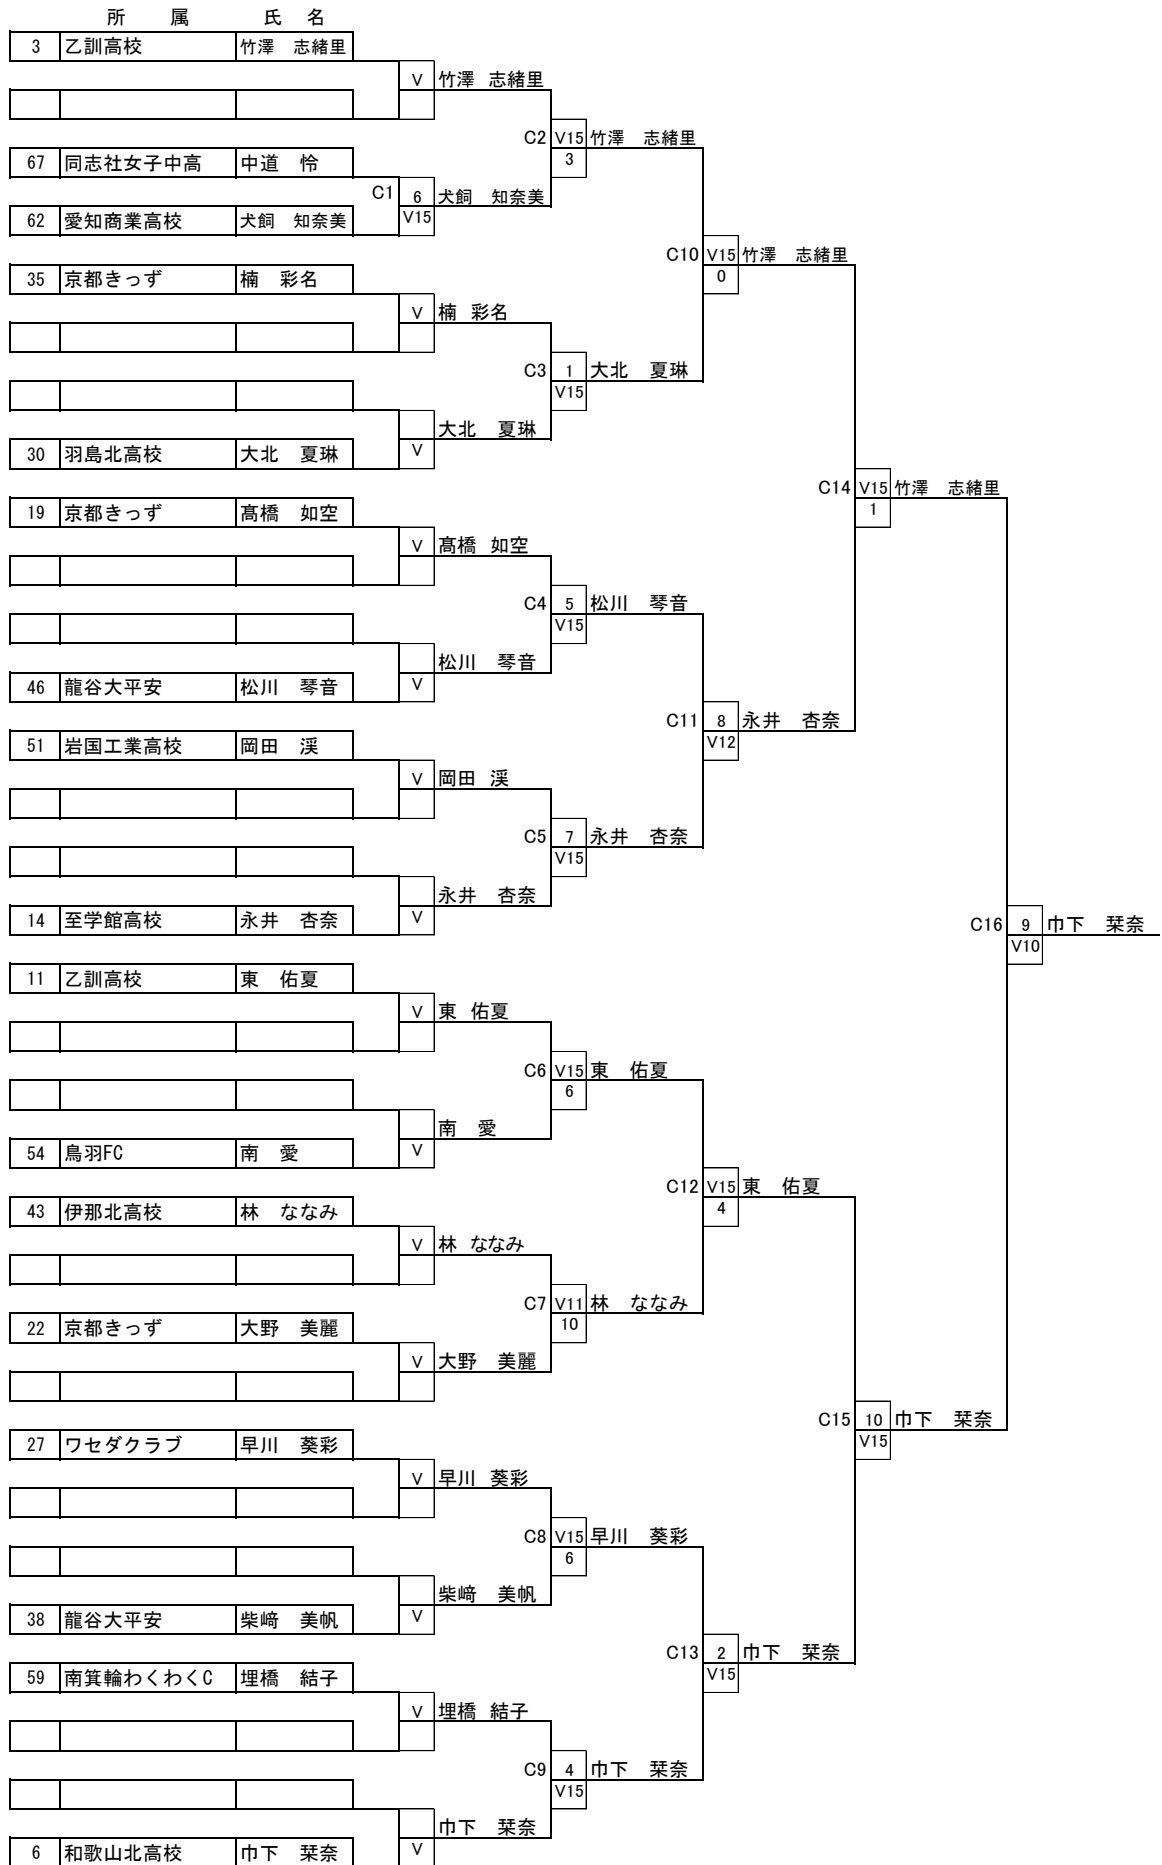 所　属　氏　名
3 乙訓高校 竹澤　志緒里
V 竹澤　志緒里
C2 V15 竹澤　志緒里
3
67 同志社女子中高 中道　怜
C1 6 犬飼　知奈美
V15
62 愛知商業高校 犬飼　知奈美
C10 V15 竹澤　志緒里
0
35 京都きっず 楠　彩名
V 楠　彩名
C3 1 大北　夏琳
V15
大北　夏琳
V
30 羽島北高校 大北　夏琳
C14 V15 竹澤　志緒里
1
19 京都きっず 髙橋　如空
V 髙橋　如空
C4 5 松川　琴音
V15
松川　琴音
V
46 龍谷大平安 松川　琴音
C11 8 永井　杏奈
V12
51 岩国工業高校 岡田　渓
V 岡田　渓
C5 7 永井　杏奈
V15
永井　杏奈
V
14 至学館高校 永井　杏奈
C16 9 巾下　栞奈
V10
11 乙訓高校 東　佑夏
V 東　佑夏
C6 V15 東　佑夏
6
南　愛
V
54 鳥羽FC 南　愛
C12 V15 東　佑夏
4
43 伊那北高校 林　ななみ
V 林　ななみ
C7 V11 林　ななみ
10
22 京都きっず 大野　美麗
V 大野　美麗
C15 10 巾下　栞奈
V15
27 ワセダクラブ 早川　葵彩
V 早川　葵彩
C8 V15 早川　葵彩
6
柴﨑　美帆
V
38 龍谷大平安 柴﨑　美帆
C13 2 巾下　栞奈
V15
59 南箕輪わくわくC 埋橋　結子
V 埋橋　結子
C9 4 巾下　栞奈
V15
巾下　栞奈
V
6 和歌山北高校 巾下　栞奈